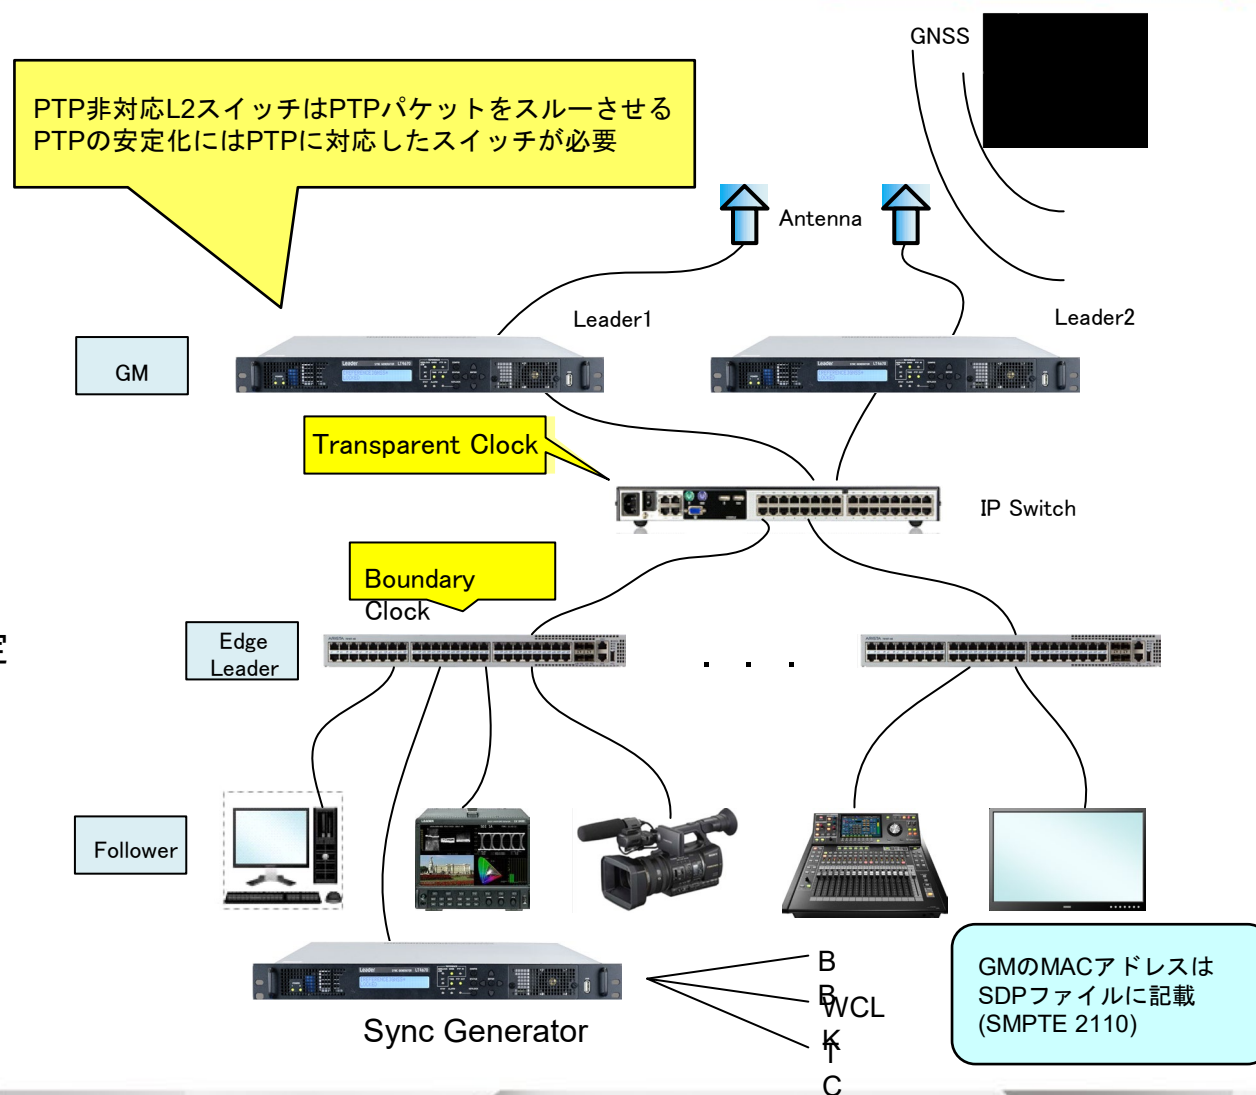 GNSS
PTP非対応L2スイッチはPTPパケットをスルーさせる
PTPの安定化にはPTPに対応したスイッチが必要
Antenna
Leader1
Leader2
GM
Transparent Clock
IP Switch
Boundary
Clock
Edge
Leader
. . .
Follower
BB
WCLK
TC
GMのMACアドレスは
SDPファイルに記載
(SMPTE 2110)
Sync Generator